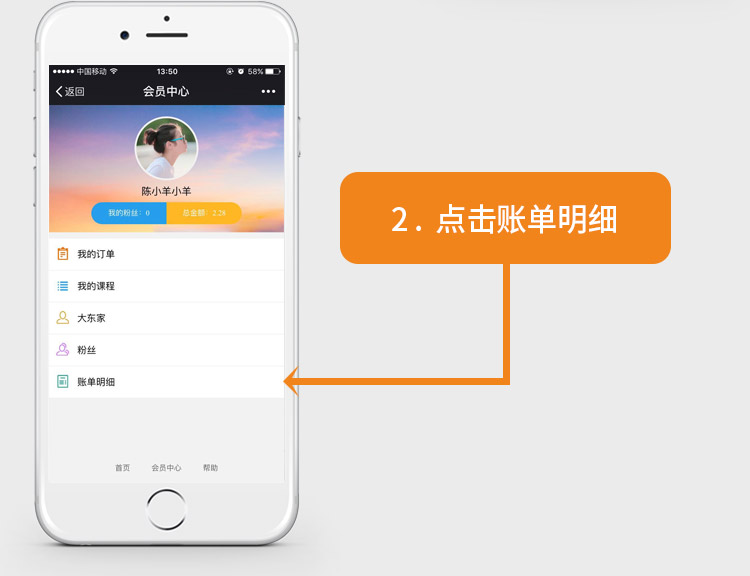 中国移动 13:50 58%
返回 会员中心
陈小羊小羊
我的粉丝：0 总金额：2.28
我的订单
我的课程
大东家
粉丝
账单明细
首页 会员中心 帮助
2. 点击账单明细